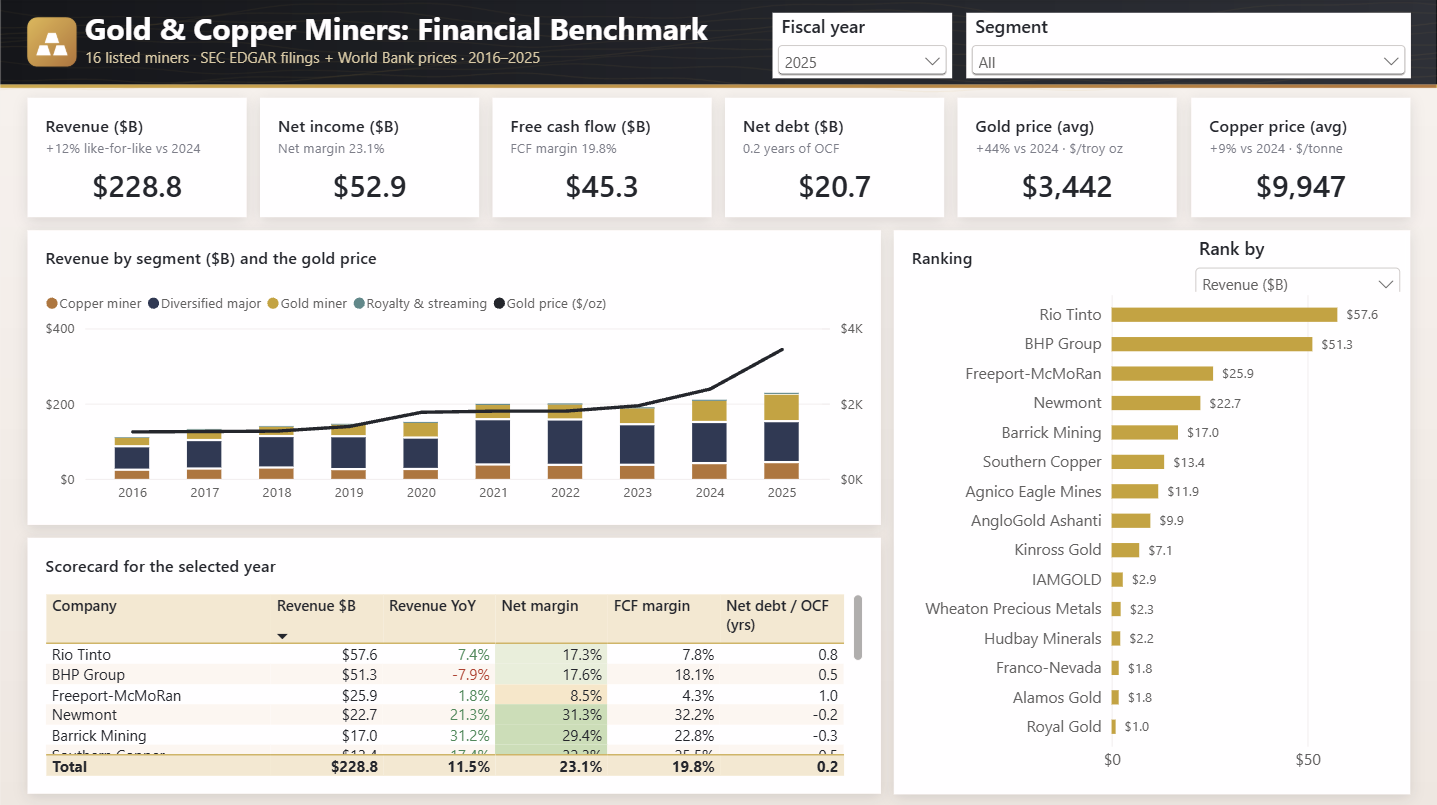 Gold & Copper Miners: Financial Benchmark
16 listed miners · SEC EDGAR filings + World Bank prices · 2016–2025
Fiscal year
2025
Segment
All
Revenue ($B)
+12% like-for-like vs 2024
$228.8
Net income ($B)
Net margin 23.1%
$52.9
Free cash flow ($B)
FCF margin 19.8%
$45.3
Net debt ($B)
0.2 years of OCF
$20.7
Gold price (avg)
+44% vs 2024 · $/troy oz
$3,442
Copper price (avg)
+9% vs 2024 · $/tonne
$9,947
Revenue by segment ($B) and the gold price
Copper miner Diversified major Gold miner Royalty & streaming Gold price ($/oz)
$400 $4K
$200 $2K
$0 $0K
2016 2017 2018 2019 2020 2021 2022 2023 2024 2025
Ranking
Rank by
Revenue ($B)
Rio Tinto $57.6
BHP Group $51.3
Freeport-McMoRan $25.9
Newmont $22.7
Barrick Mining $17.0
Southern Copper $13.4
Agnico Eagle Mines $11.9
AngloGold Ashanti $9.9
Kinross Gold $7.1
IAMGOLD $2.9
Wheaton Precious Metals $2.3
Hudbay Minerals $2.2
Franco-Nevada $1.8
Alamos Gold $1.8
Royal Gold $1.0
$0 $50
Scorecard for the selected year
Company Revenue $B Revenue YoY Net margin FCF margin Net debt / OCF
(yrs)
Rio Tinto $57.6 7.4% 17.3% 7.8% 0.8
BHP Group $51.3 -7.9% 17.6% 18.1% 0.5
Freeport-McMoRan $25.9 1.8% 8.5% 4.3% 1.0
Newmont $22.7 21.3% 31.3% 32.2% -0.2
Barrick Mining $17.0 31.2% 29.4% 22.8% -0.3
Southern Copper $13.4 17.4%
Total $228.8 11.5% 23.1% 19.8% 0.2